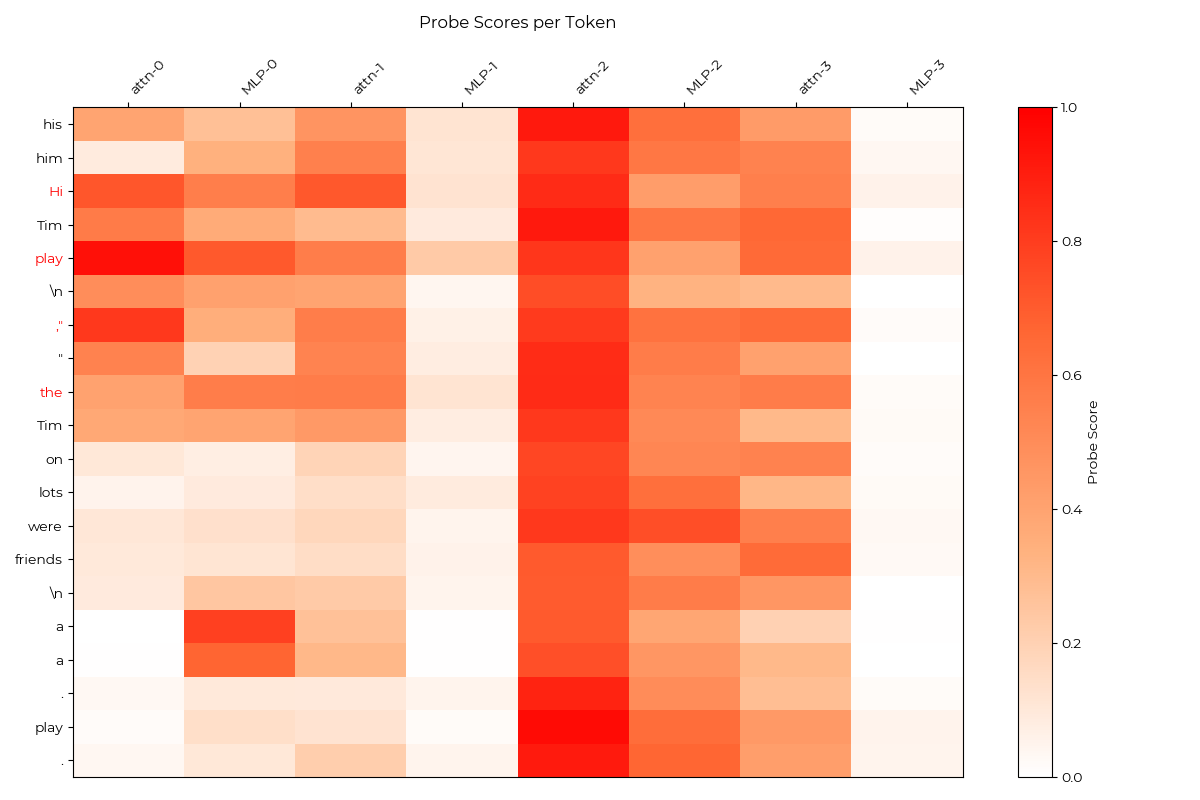 Probe Scores per Token
attn-0 MLP-0 attn-1 MLP-1 attn-2 MLP-2 attn-3 MLP-3
his
him
Hi
Tim
play
\n
,"
"
the
Tim
on
lots
were
friends
\n
a
a
.
play
.
1.0
0.8
0.6
0.4
0.2
0.0
Probe Score